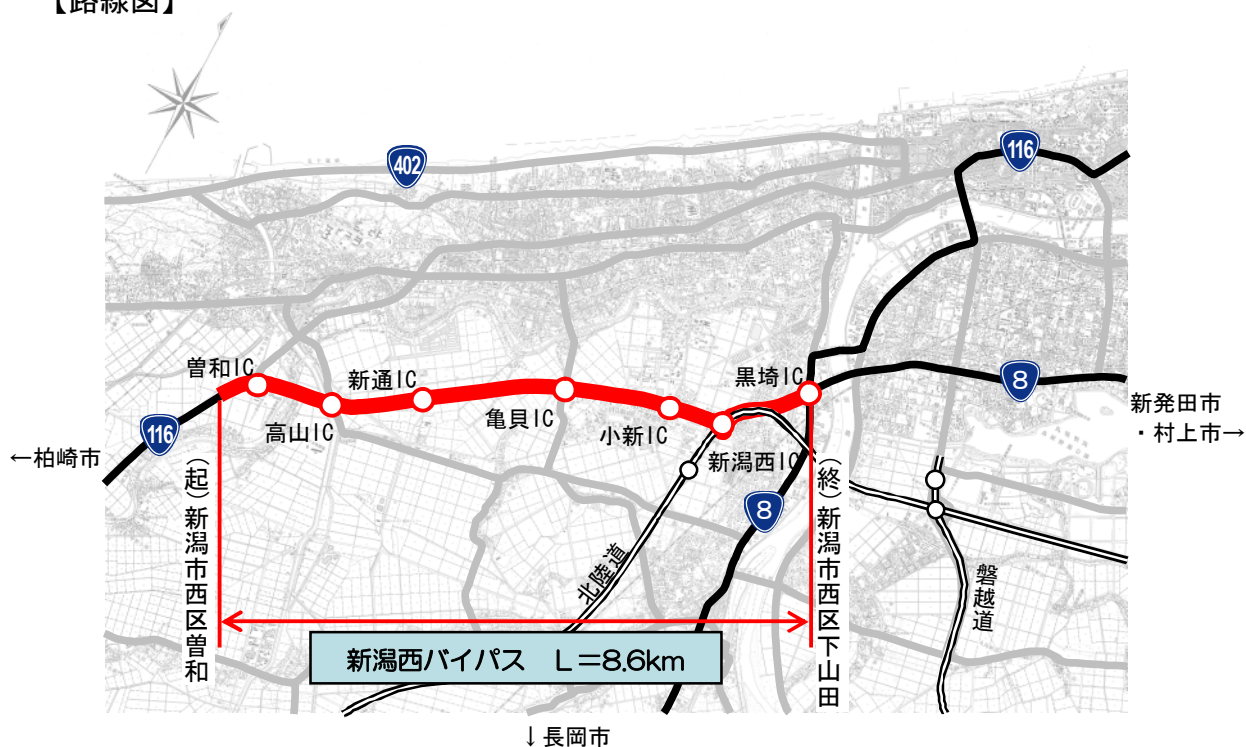 【路線図】
402
116
曽和IC
新通IC
黒埼IC
8
亀貝IC
新発田市
・村上市→
116
高山IC
小新IC
←柏崎市
新潟西IC
(起)新潟市西区曽和
8
(終)新潟市西区下山田
北陸道
磐越道
新潟西バイパス L=8.6km
↓長岡市